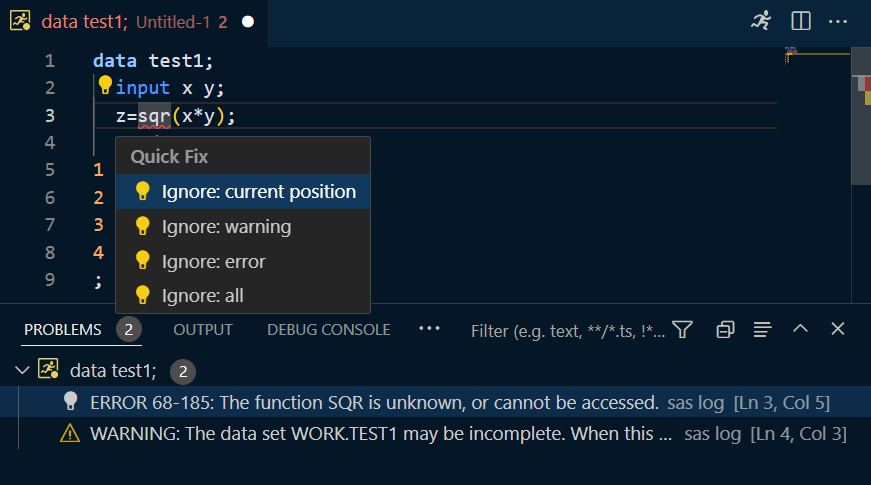 data test1; Untitled-1 2
1 data test1;
2 input x y;
3 z=sqr(x*y);
4
5 1
6 2
7 3
8 4
9 ;
Quick Fix
Ignore: current position
Ignore: warning
Ignore: error
Ignore: all
PROBLEMS 2 OUTPUT DEBUG CONSOLE ··· Filter (e.g. text, **/*.ts, !*...
data test1; 2
ERROR 68-185: The function SQR is unknown, or cannot be accessed. sas log [Ln 3, Col 5]
WARNING: The data set WORK.TEST1 may be incomplete. When this ... sas log [Ln 4, Col 3]